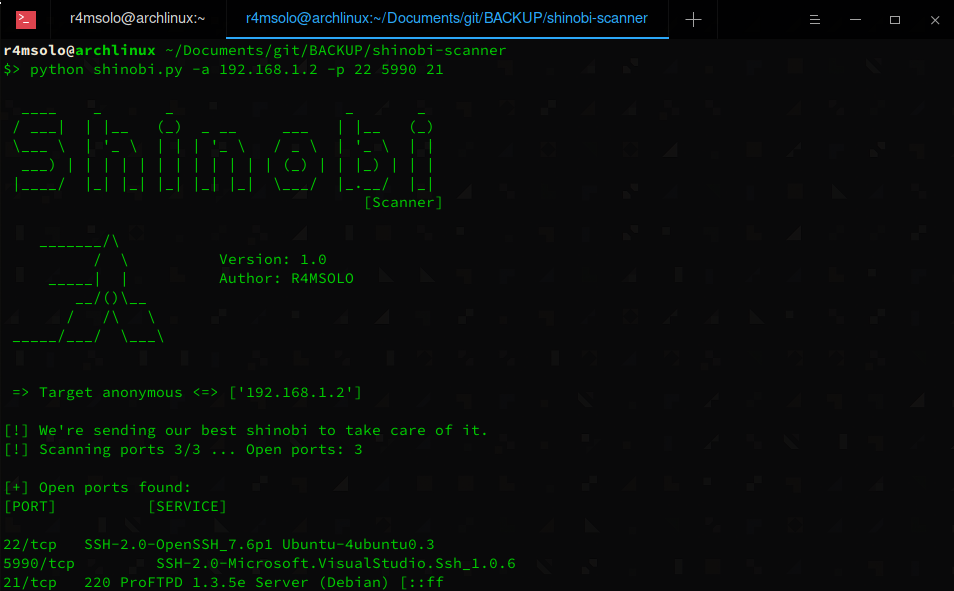 r4msolo@archlinux:~
r4msolo@archlinux:~/Documents/git/BACKUP/shinobi-scanner
r4msolo@archlinux ~/Documents/git/BACKUP/shinobi-scanner
$> python shinobi.py -a 192.168.1.2 -p 22 5990 21
Shinobi
[Scanner]
Version: 1.0
Author: R4MSOLO
=> Target anonymous <=> ['192.168.1.2']
[!] We're sending our best shinobi to take care of it.
[!] Scanning ports 3/3 ... Open ports: 3
[+] Open ports found:
[PORT] [SERVICE]
22/tcp SSH-2.0-OpenSSH_7.6p1 Ubuntu-4ubuntu0.3
5990/tcp SSH-2.0-Microsoft.VisualStudio.Ssh_1.0.6
21/tcp 220 ProFTPD 1.3.5e Server (Debian) [::ff